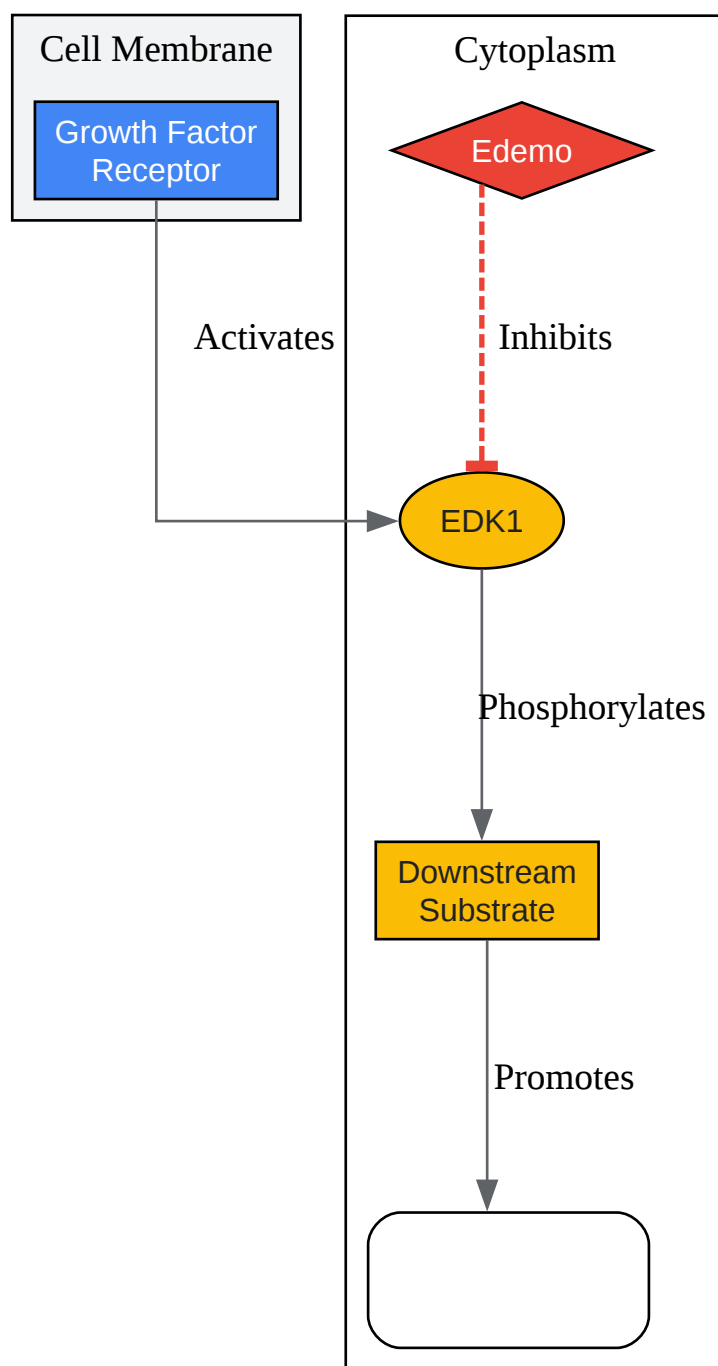 Cell Membrane
Growth Factor
Receptor
Cytoplasm
Edemo
Activates
Inhibits
EDK1
Phosphorylates
Downstream
Substrate
Promotes